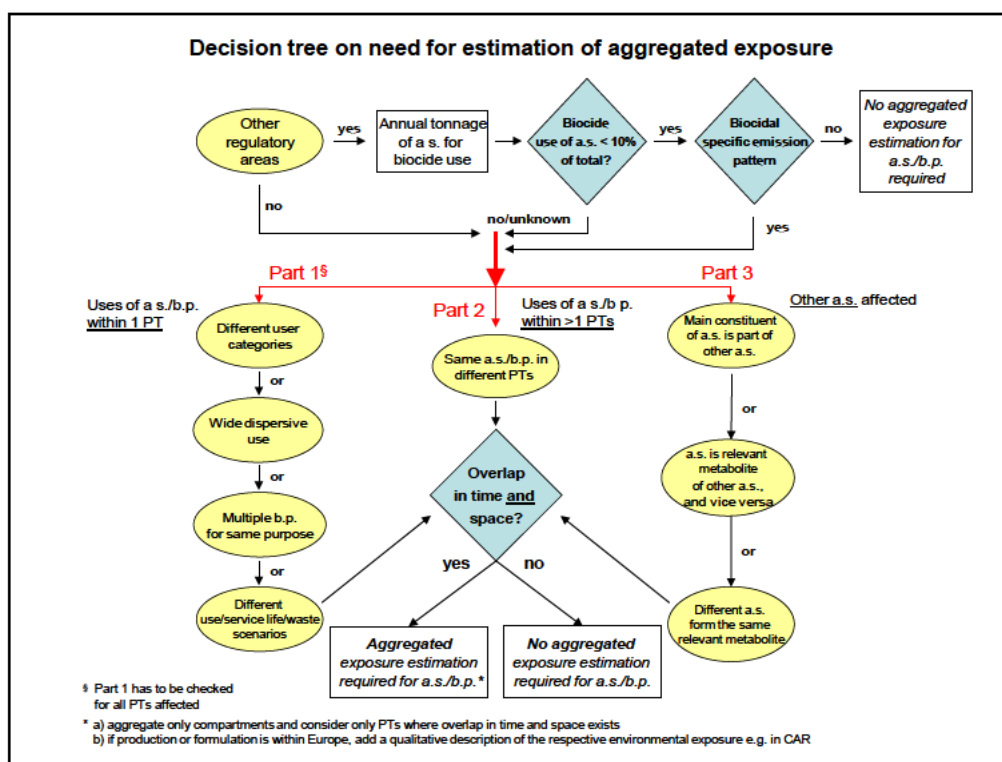 Decision tree on need for estimation of aggregated exposure
Other
regulatory
areas
yes
Annual tonnage
of a s. for
biocide use
Biocide
use of a.s. < 10%
of total?
yes
Biocidal
specific emission
pattern
no
No aggregated
exposure
estimation for
a.s./b.p.
required
no
no/unknown
yes
Part 1§
Part 2
Part 3
Uses of a s./b.p.
within 1 PT
Different user
categories
or
Wide dispersive
use
or
Multiple b.p.
for same purpose
or
Different
use/service life/waste
scenarios
Uses of a s./b p.
within >1 PTs
Same a.s./b.p. in
different PTs
Overlap
in time and
space?
yes
no
Aggregated
exposure estimation
required for a.s./b.p.*
No aggregated
exposure estimation
required for a.s./b.p.
Other a.s. affected
Main constituent
of a.s. is part of
other a.s.
or
a.s. is relevant
metabolite
of other a.s.,
and vice versa
or
Different a.s.
form the same
relevant metabolite
§ Part 1 has to be checked
for all PTs affected
* a) aggregate only compartments and consider only PTs where overlap in time and space exists
b) if production or formulation is within Europe, add a qualitative description of the respective environmental exposure e.g. in CAR